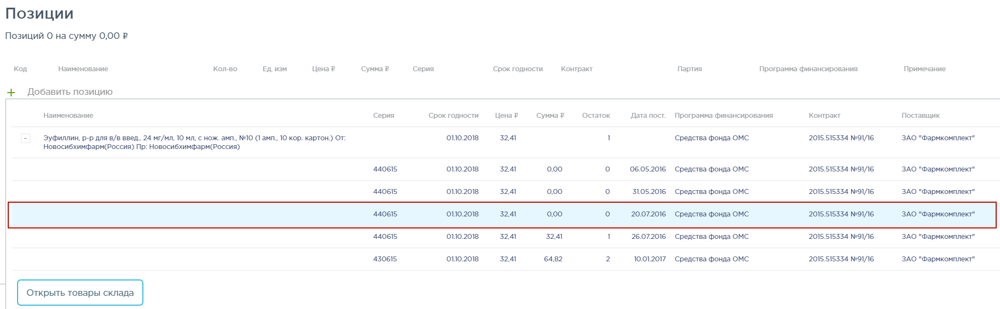 Позиции
Позиций 0 на сумму 0,00 ₽
Код Наименование Кол-во Ед. изм Цена ₽ Сумма ₽ Серия Срок годности Контракт Партия Программа финансирования Примечание
+ Добавить позицию
Наименование Серия Срок годности Цена ₽ Сумма ₽ Остаток Дата пост. Программа финансирования Контракт Поставщик
- Эуфиллин, р-р для в/в введ., 24 мг/мл, 10 мл, с нож. амп., №10 (1 амп., 10 кор. картон.) От: 01.10.2018 32,41 1 Средства фонда ОМС 2015.515334 №91/16 ЗАО "Фармкомплект"
Новосибхимфарм(Россия) Пр: Новосибхимфарм(Россия)
440615 01.10.2018 32,41 0,00 0 06.05.2016 Средства фонда ОМС 2015.515334 №91/16 ЗАО "Фармкомплект"
440615 01.10.2018 32,41 0,00 0 31.05.2016 Средства фонда ОМС 2015.515334 №91/16 ЗАО "Фармкомплект"
440615 01.10.2018 32,41 0,00 0 20.07.2016 Средства фонда ОМС 2015.515334 №91/16 ЗАО "Фармкомплект"
440615 01.10.2018 32,41 32,41 1 26.07.2016 Средства фонда ОМС 2015.515334 №91/16 ЗАО "Фармкомплект"
430615 01.10.2018 32,41 64,82 2 10.01.2017 Средства фонда ОМС 2015.515334 №91/16 ЗАО "Фармкомплект"
Открыть товары склада